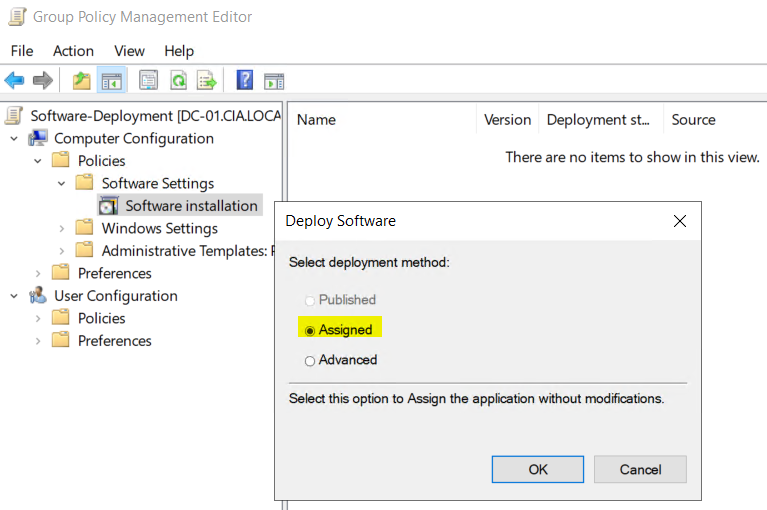 Group Policy Management Editor
File Action View Help
Software-Deployment [DC-01.CIA.LOCA
Computer Configuration
Policies
Software Settings
Software installation
Windows Settings
Administrative Templates: P
Preferences
User Configuration
Policies
Preferences
Name Version Deployment st... Source
There are no items to show in this view.
Deploy Software
Select deployment method:
Published
Assigned
Advanced
Select this option to Assign the application without modifications.
OK Cancel